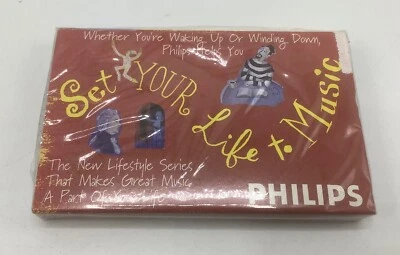 Whether You're Waking Up Or Winding Down,
Philips Helps You
Set YOUR
Life to Music
The New Lifestyle Series
That Makes Great Music
A Part Of Your Life
PHILIPS